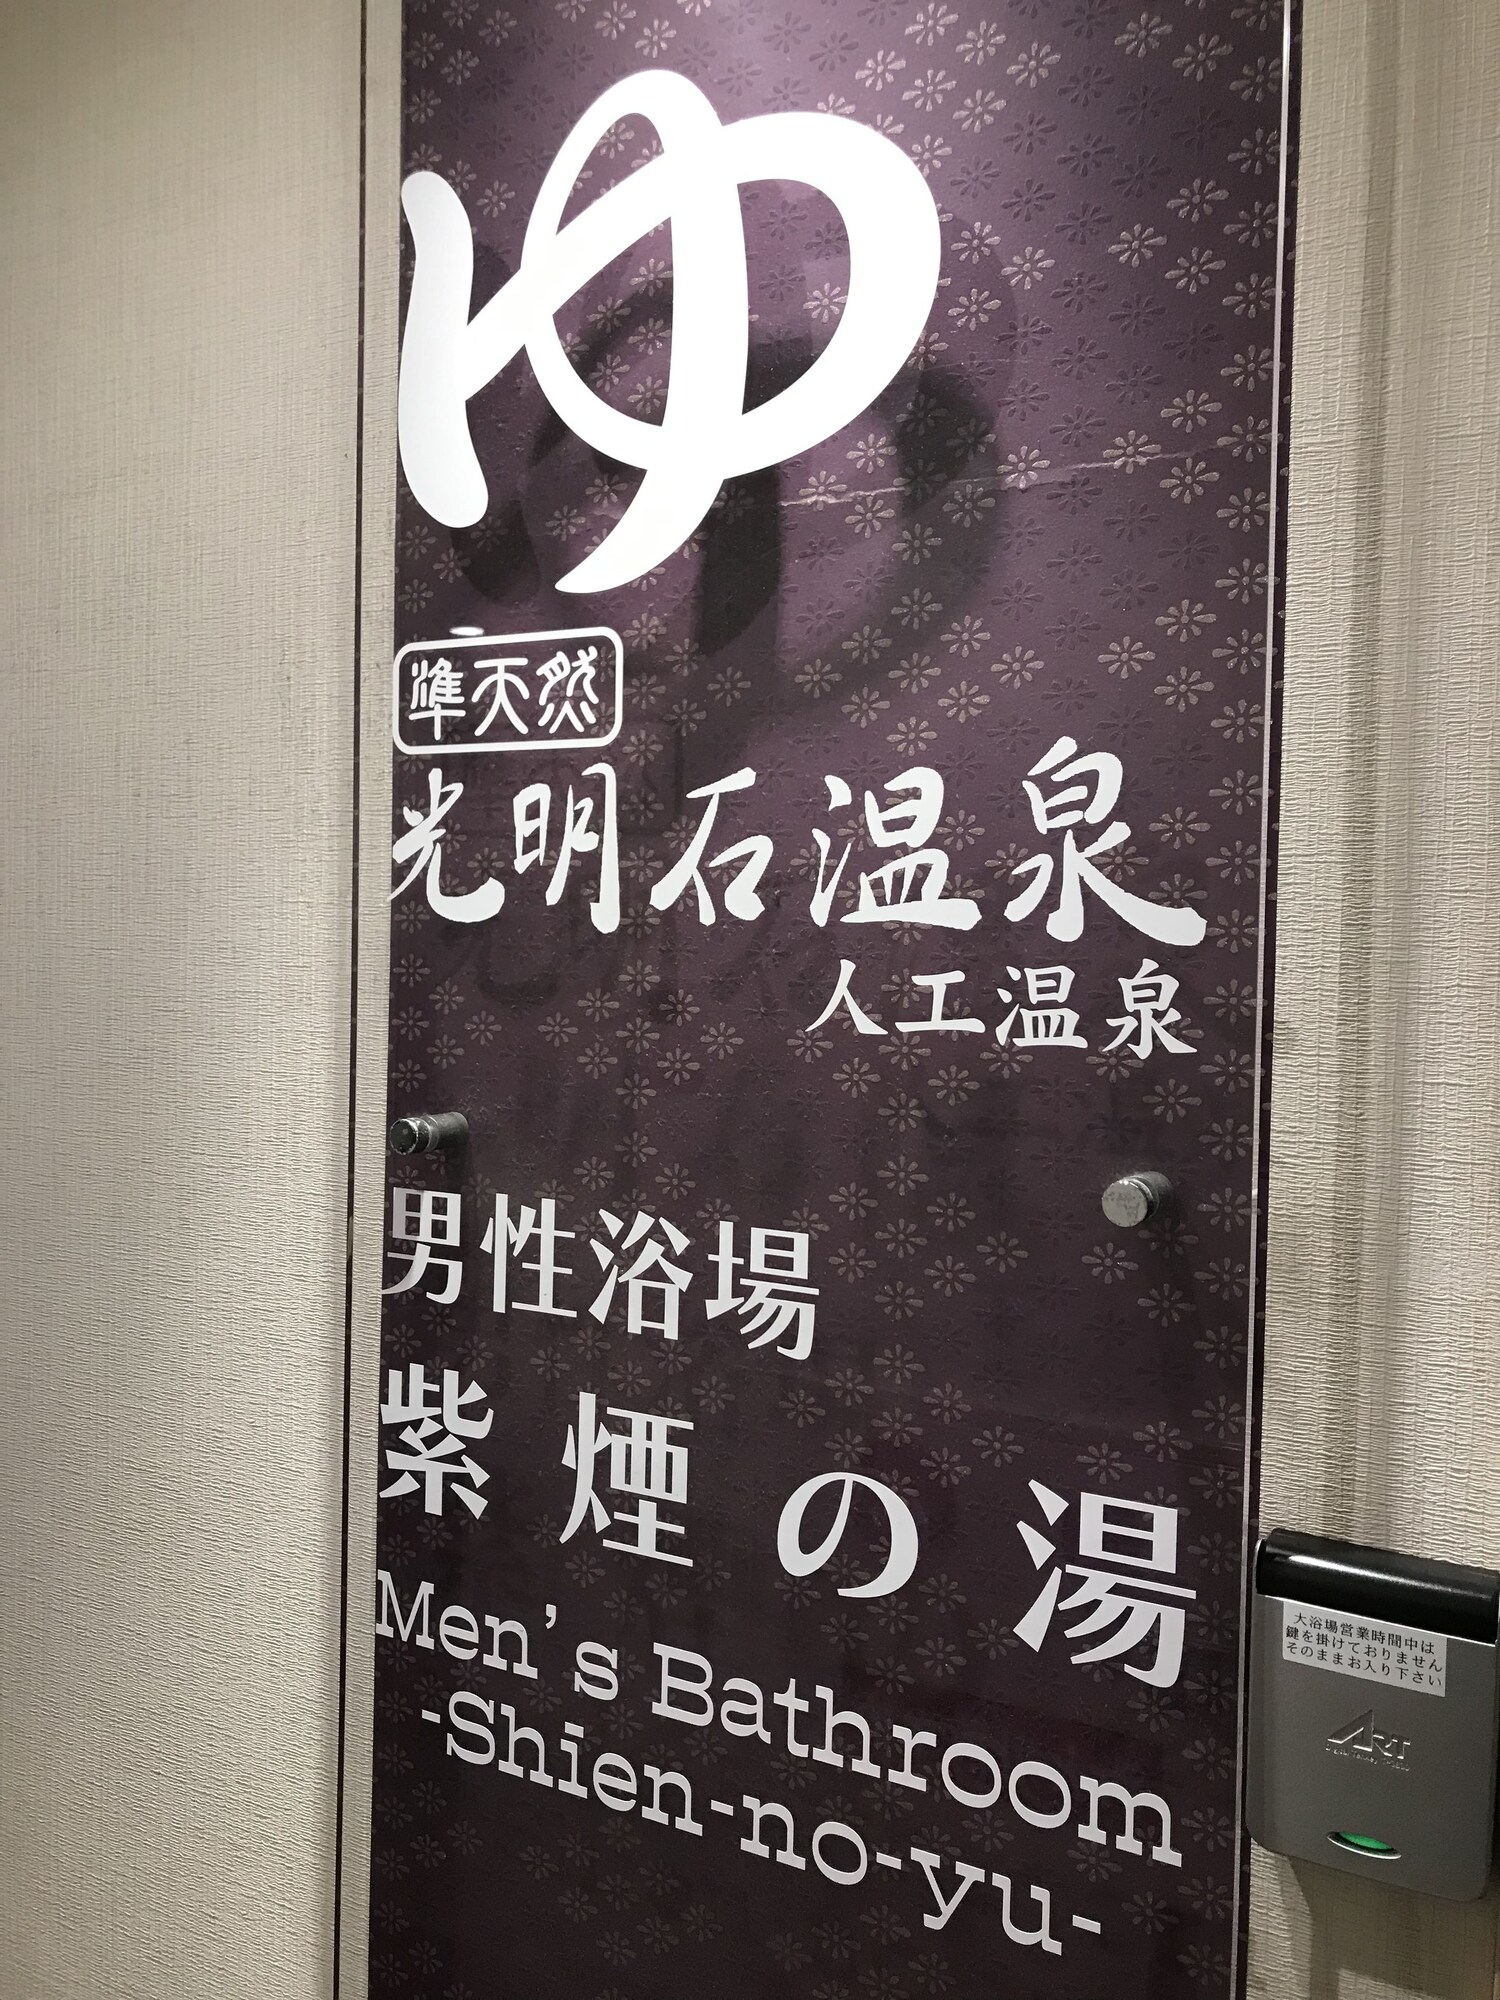 ゆ
準天然
光明石温泉
人工温泉
男性浴場
紫煙の湯
Men's Bathroom
-Shien-no-yu-
大浴場営業時間中は
鍵を掛けておりません
そのままお入り下さい
ART